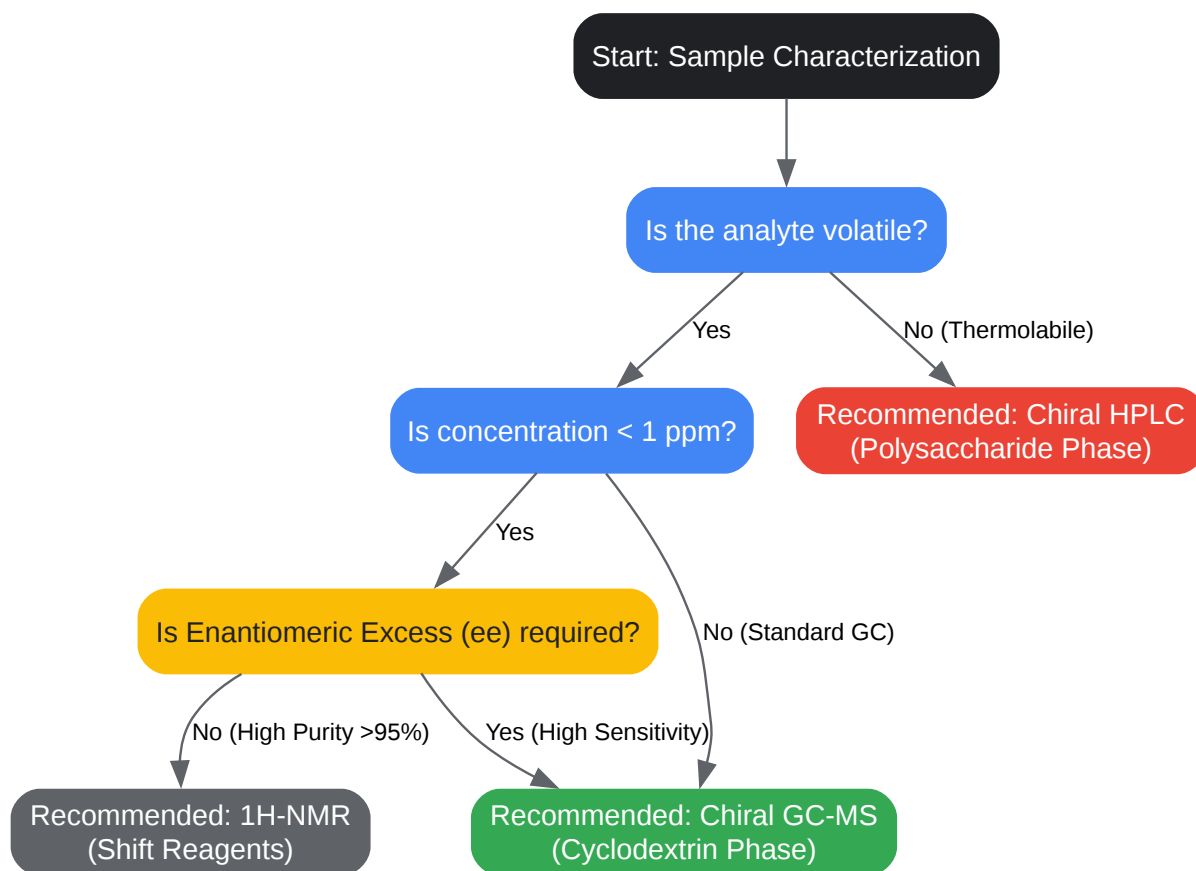 Start: Sample Characterization
Is the analyte volatile?
Yes
No (Thermolabile)
Is concentration < 1 ppm?
Recommended: Chiral HPLC
(Polysaccharide Phase)
Yes
Is Enantiomeric Excess (ee) required?
No (Standard GC)
No (High Purity >95%)
Yes (High Sensitivity)
Recommended: 1H-NMR
(Shift Reagents)
Recommended: Chiral GC-MS
(Cyclodextrin Phase)